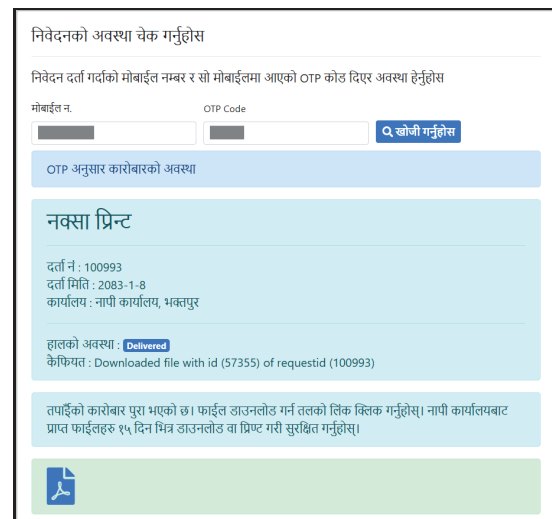 निवेदनको अवस्था चेक गर्नुहोस
निवेदन दर्ता गर्दाको मोबाईल नम्बर र सो मोबाईलमा आएको OTP कोड दिएर अवस्था हेर्नुहोस
मोबाईल न. OTP Code
खोजी गर्नुहोस
OTP अनुसार कारोबारको अवस्था
नक्सा प्रिन्ट
दर्ता नं : 100993
दर्ता मिति : 2083-1-8
कार्यालय : नापी कार्यालय, भक्तपुर
हालको अवस्था : Delivered
केफियत : Downloaded file with id (57355) of requestid (100993)
तपाईँको कारोबार पुरा भएको छ। फाईल डाउनलोड गर्न तलको लिंक क्लिक गर्नुहोस्। नापी कार्यालयबाट
प्राप्त फाईलहरु १५ दिन भित्र डाउनलोड वा प्रिण्ट गरी सुरक्षित गर्नुहोस्।